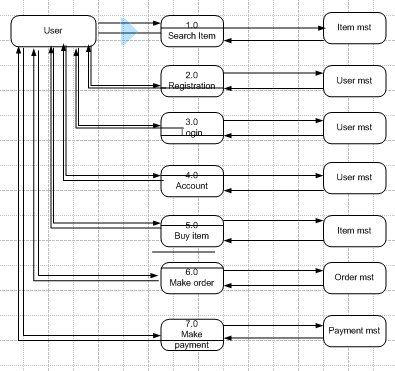 User
1.0
Search Item
Item mst
2.0
Registration
User mst
3.0
Login
User mst
4.0
Account
User mst
5.0
Buy item
Item mst
6.0
Make order
Order mst
7.0
Make
payment
Payment mst